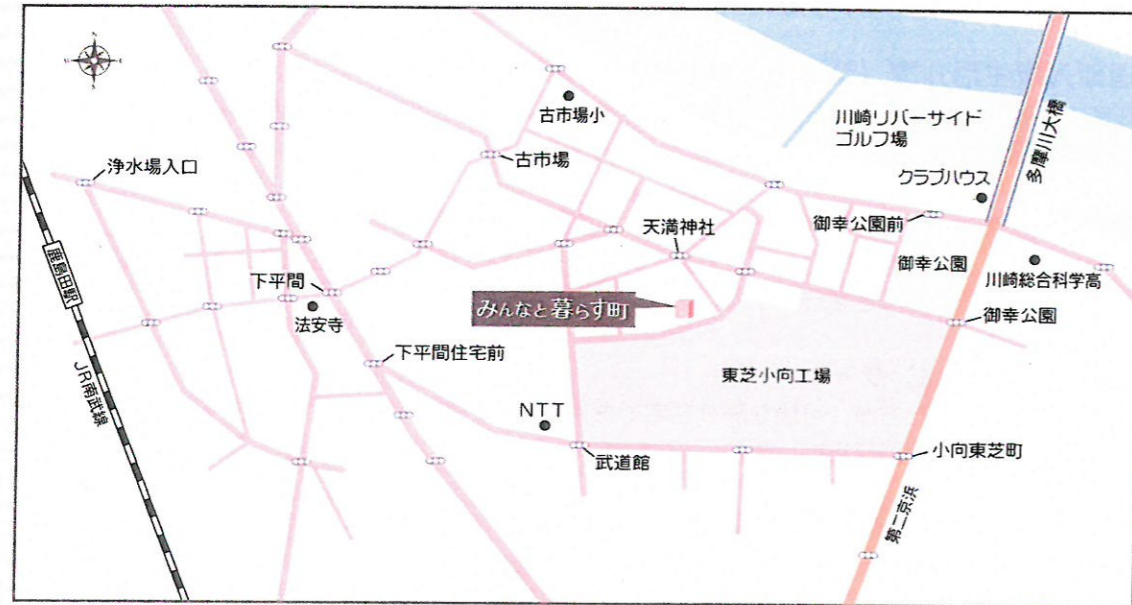 古市場小
川崎リバーサイド
ゴルフ場
多摩川大橋
浄水場入口
古市場
クラブハウス
天満神社
御幸公園前
御幸公園
川崎総合科学高
鹿島田駅
下平間
法安寺
みんなと暮らす町
御幸公園
下平間住宅前
JR南武線
東芝小向工場
NTT
武道館
小向東芝町
第二京浜